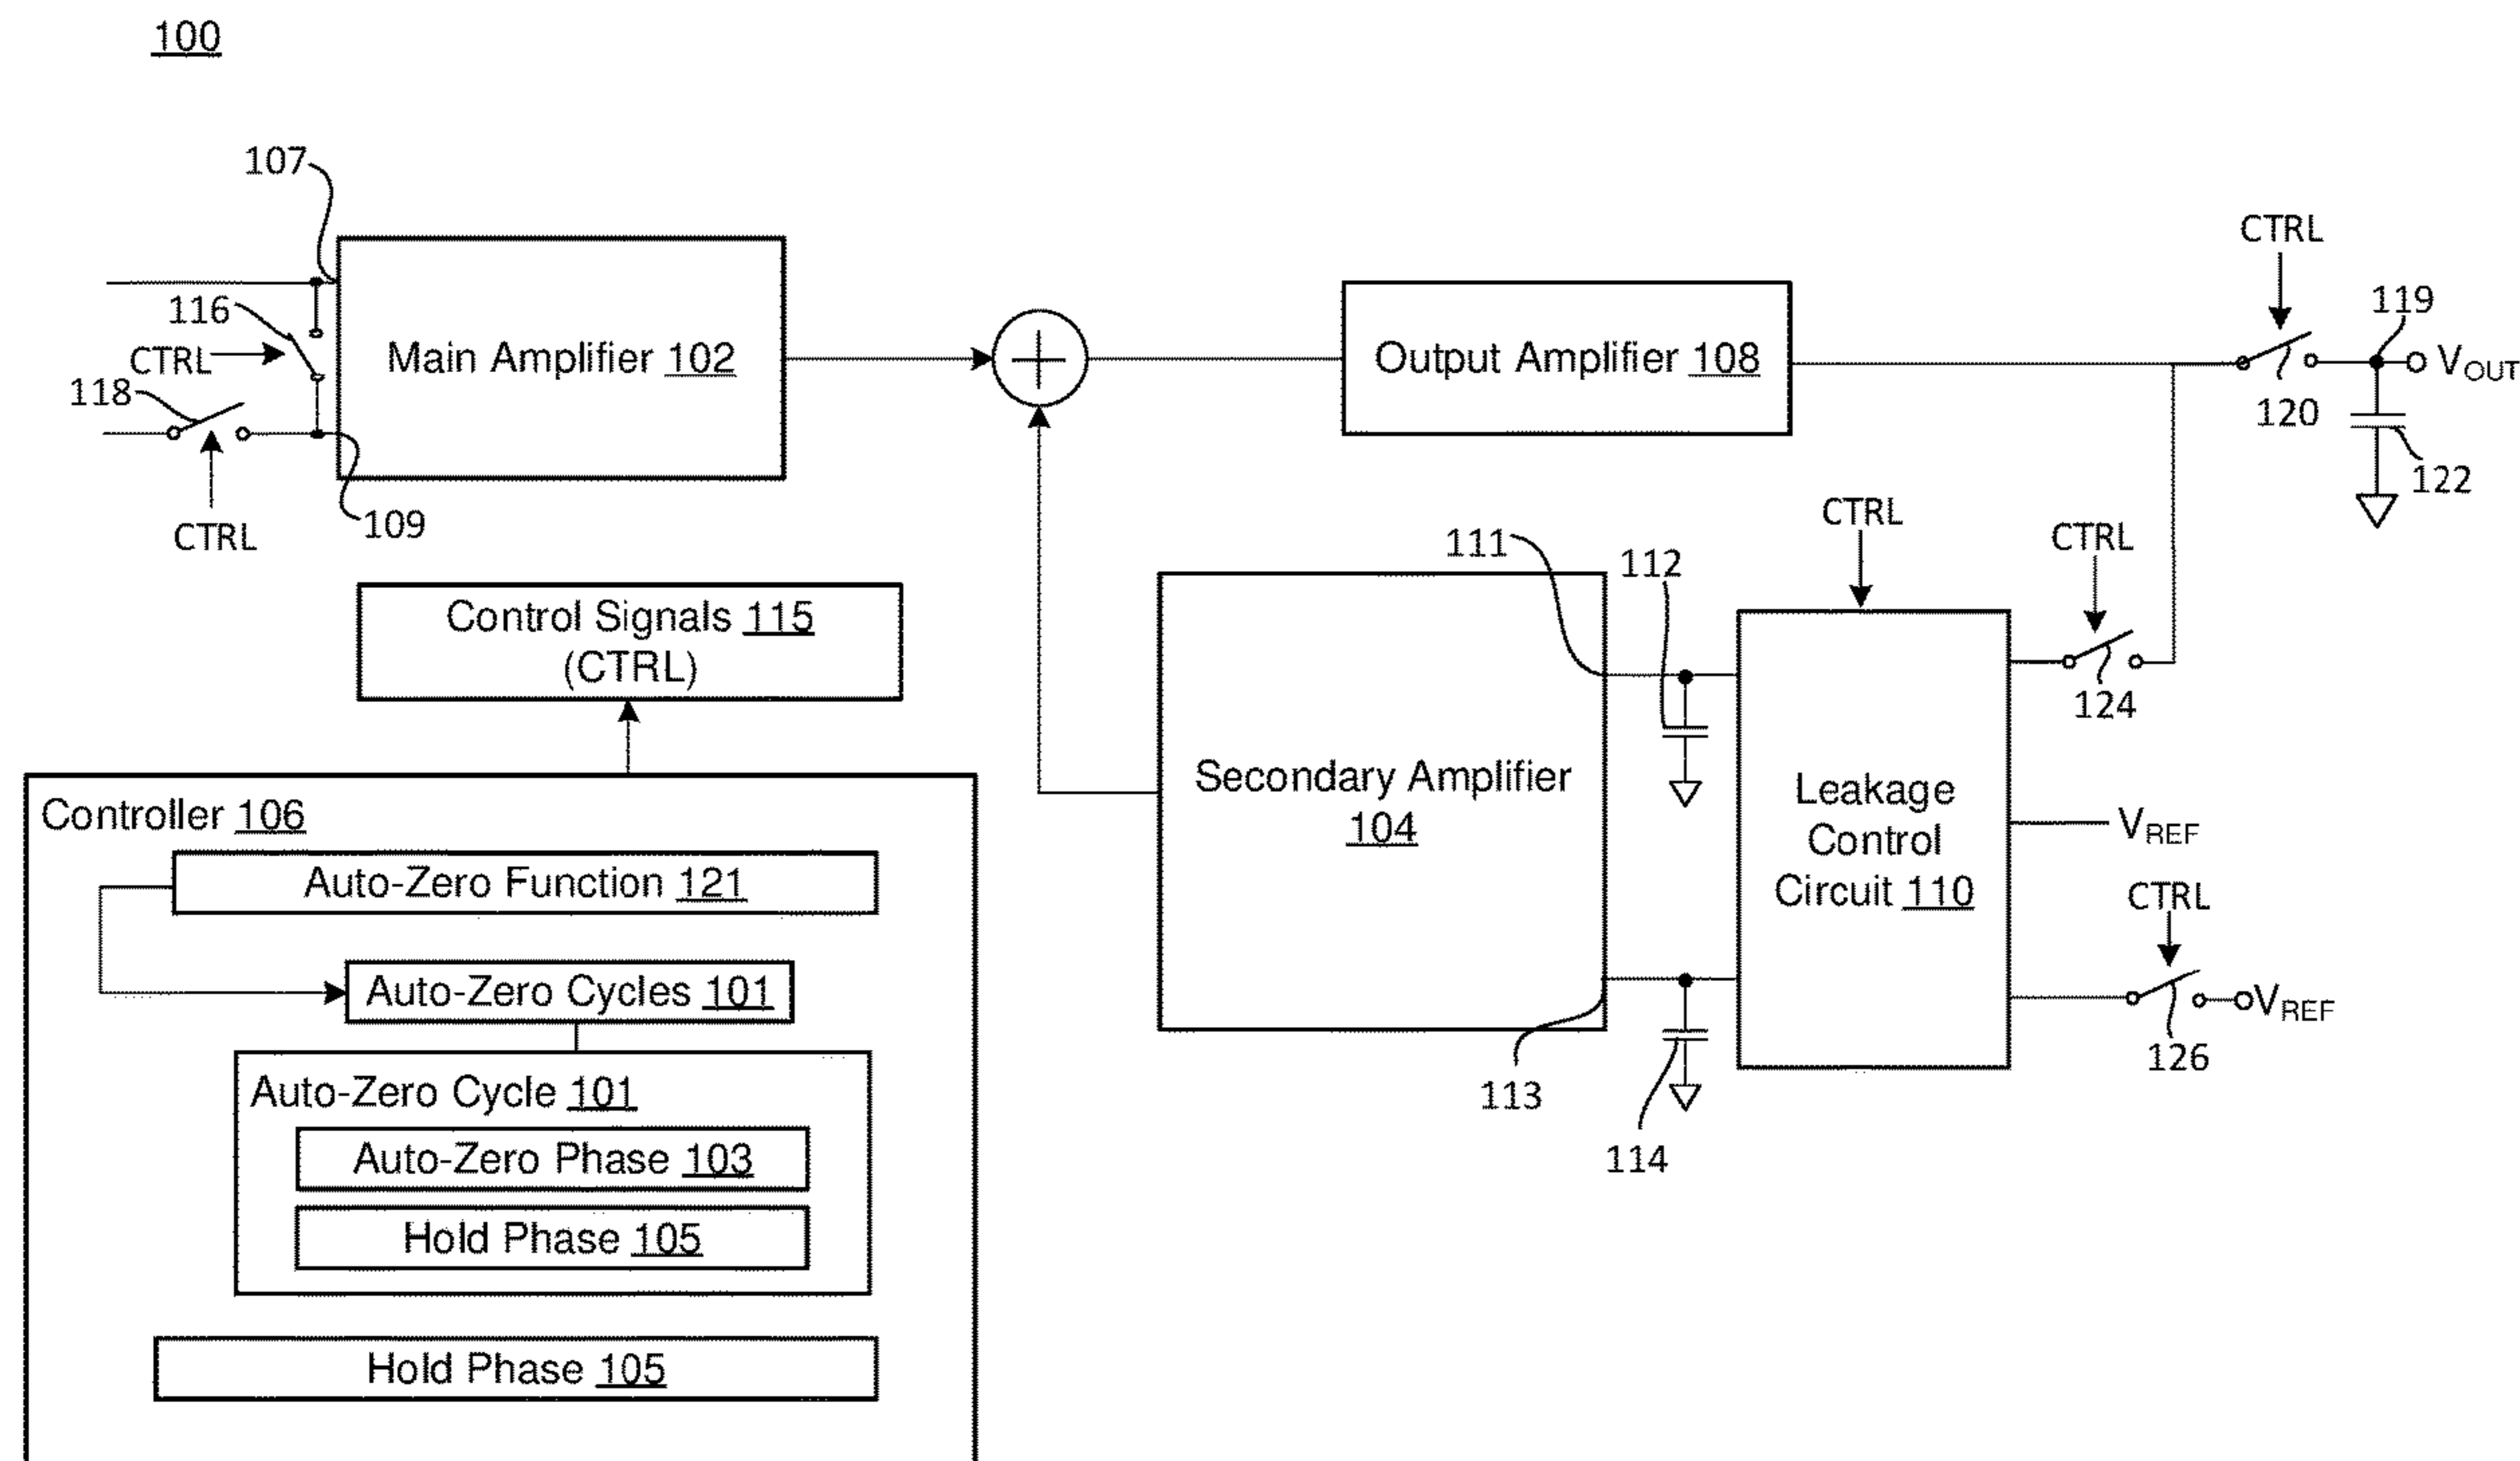 100
107
116
CTRL
118
CTRL
109
Main Amplifier 102
Output Amplifier 108
CTRL
119
VOUT
120
122
Control Signals 115
(CTRL)
111
112
CTRL
CTRL
124
Secondary Amplifier
104
Leakage
Control
Circuit 110
VREF
CTRL
VREF
126
113
114
Controller 106
Auto-Zero Function 121
Auto-Zero Cycles 101
Auto-Zero Cycle 101
Auto-Zero Phase 103
Hold Phase 105
Hold Phase 105